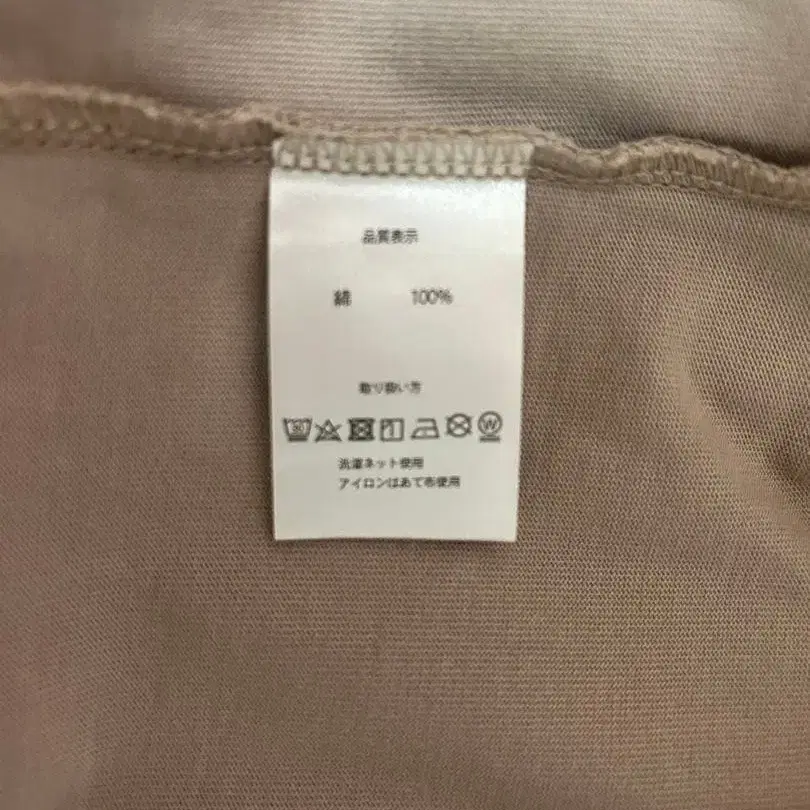 品質表示
綿 100%
取り扱い方
W
洗濯ネット使用
アイロンはあて布使用